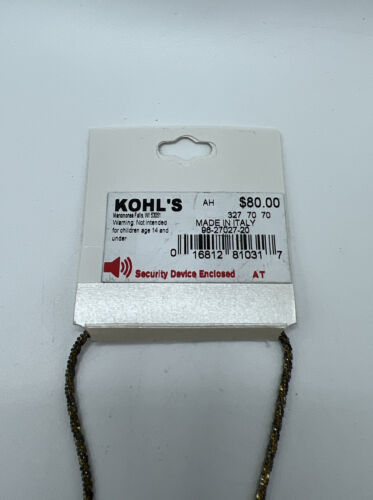 KOHL'S AH $80.00
Menomonee Falls, WI 53051 327 70 70
Warning: Not intended MADE IN ITALY
for children age 14 and 96-27027-20
under
0 16812 81031 7
Security Device Enclosed AT